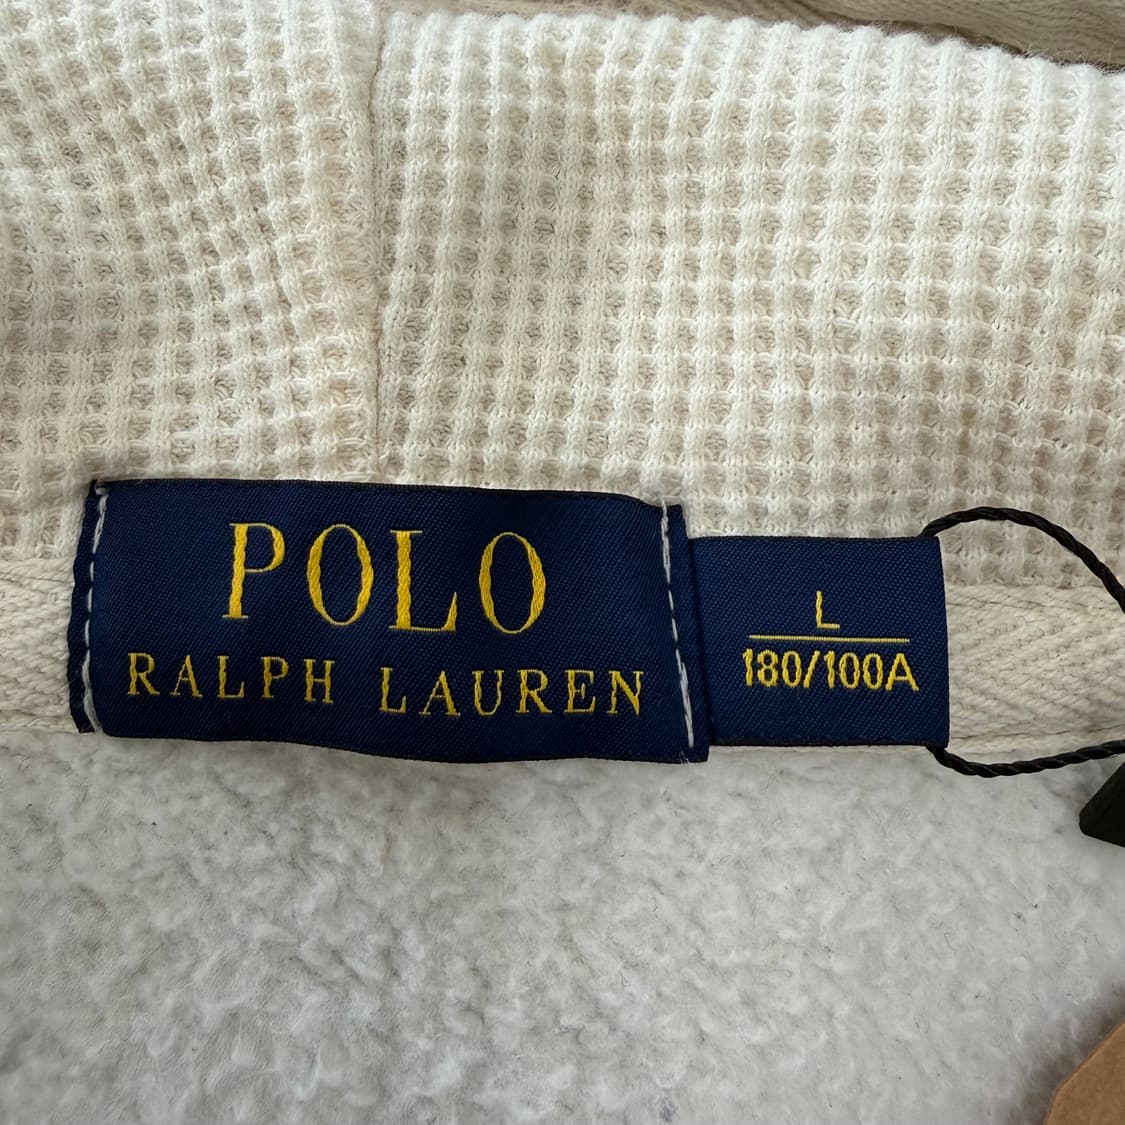 POLO
RALPH LAUREN
L
180/100A